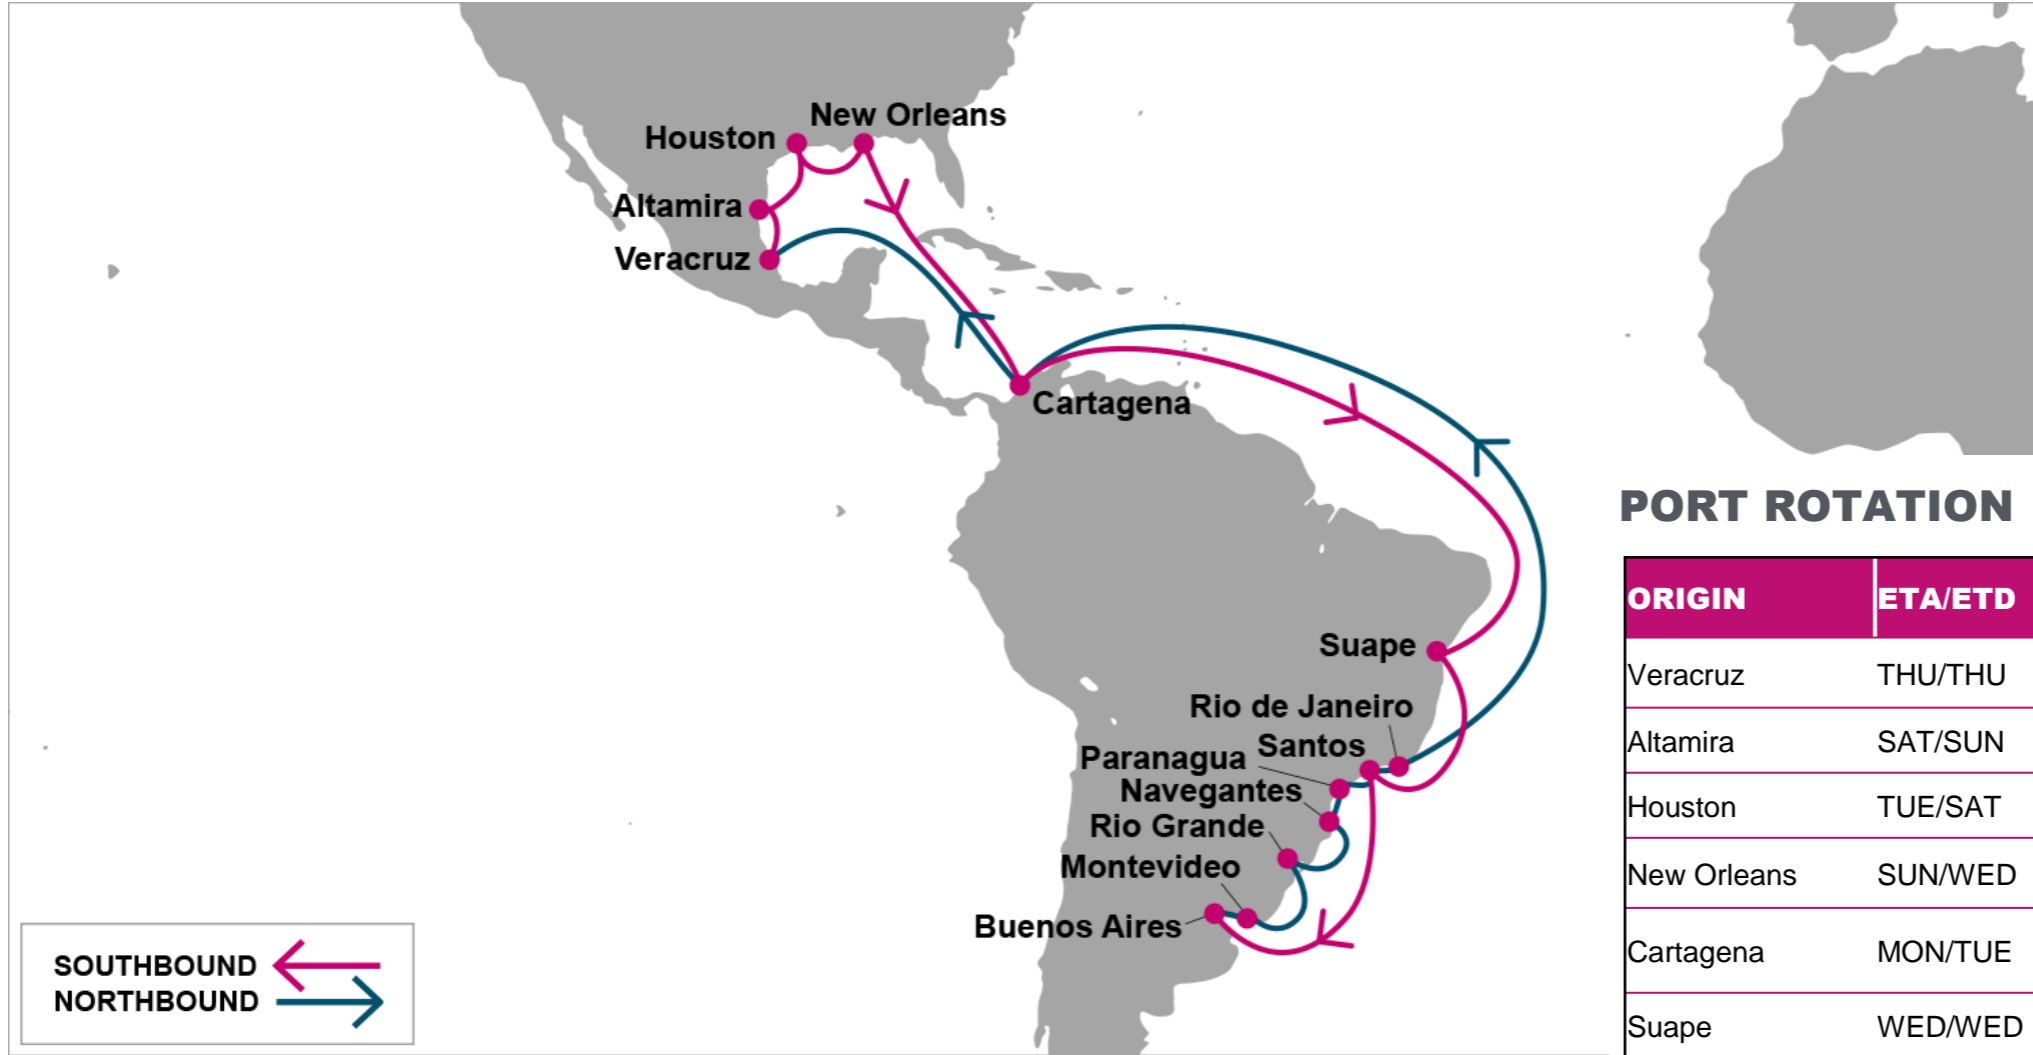 New Orleans
Houston
Altamira
Veracruz
Cartagena
Suape
Rio de Janeiro
Santos
Paranagua
Navegantes
Rio Grande
Montevideo
Buenos Aires
SOUTHBOUND
NORTHBOUND
PORT ROTATION
ORIGIN ETA/ETD
Veracruz THU/THU
Altamira SAT/SUN
Houston TUE/SAT
New Orleans SUN/WED
Cartagena MON/TUE
Suape WED/WED